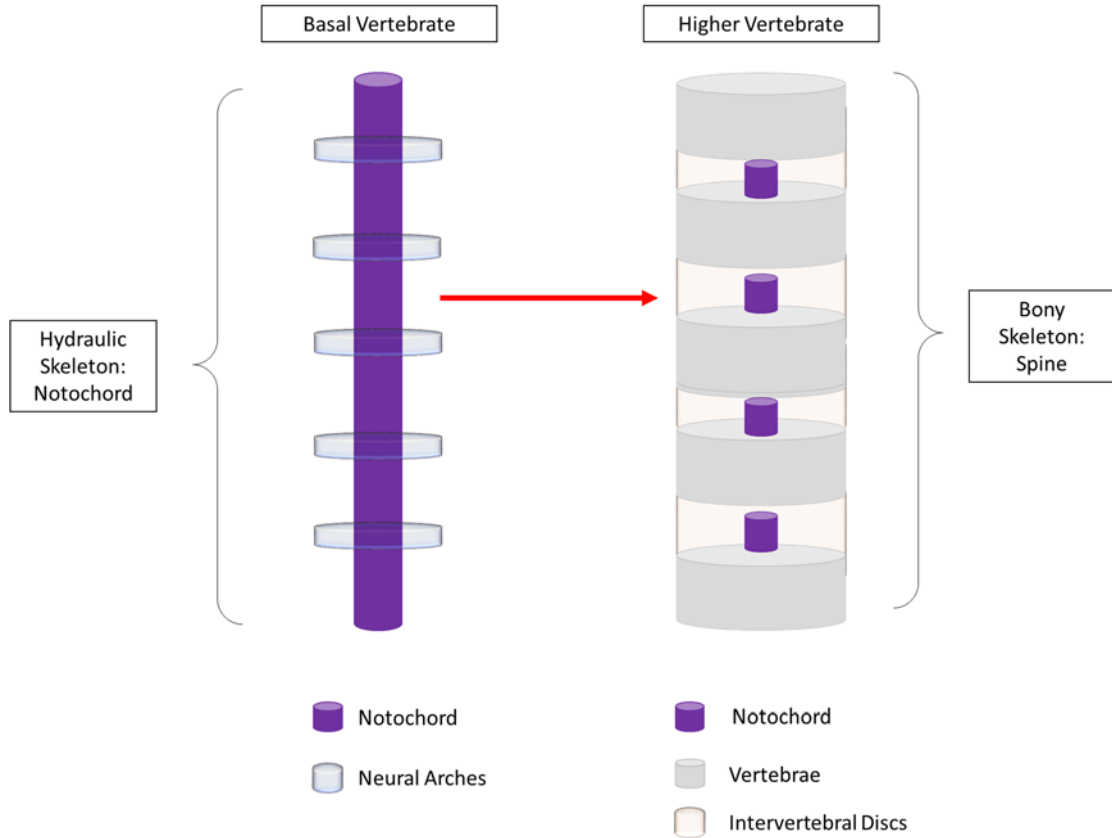 Basal Vertebrate
Higher Vertebrate
Hydraulic
Skeleton:
Notochord
Bony
Skeleton:
Spine
Notochord
Neural Arches
Notochord
Vertebrae
Intervertebral Discs